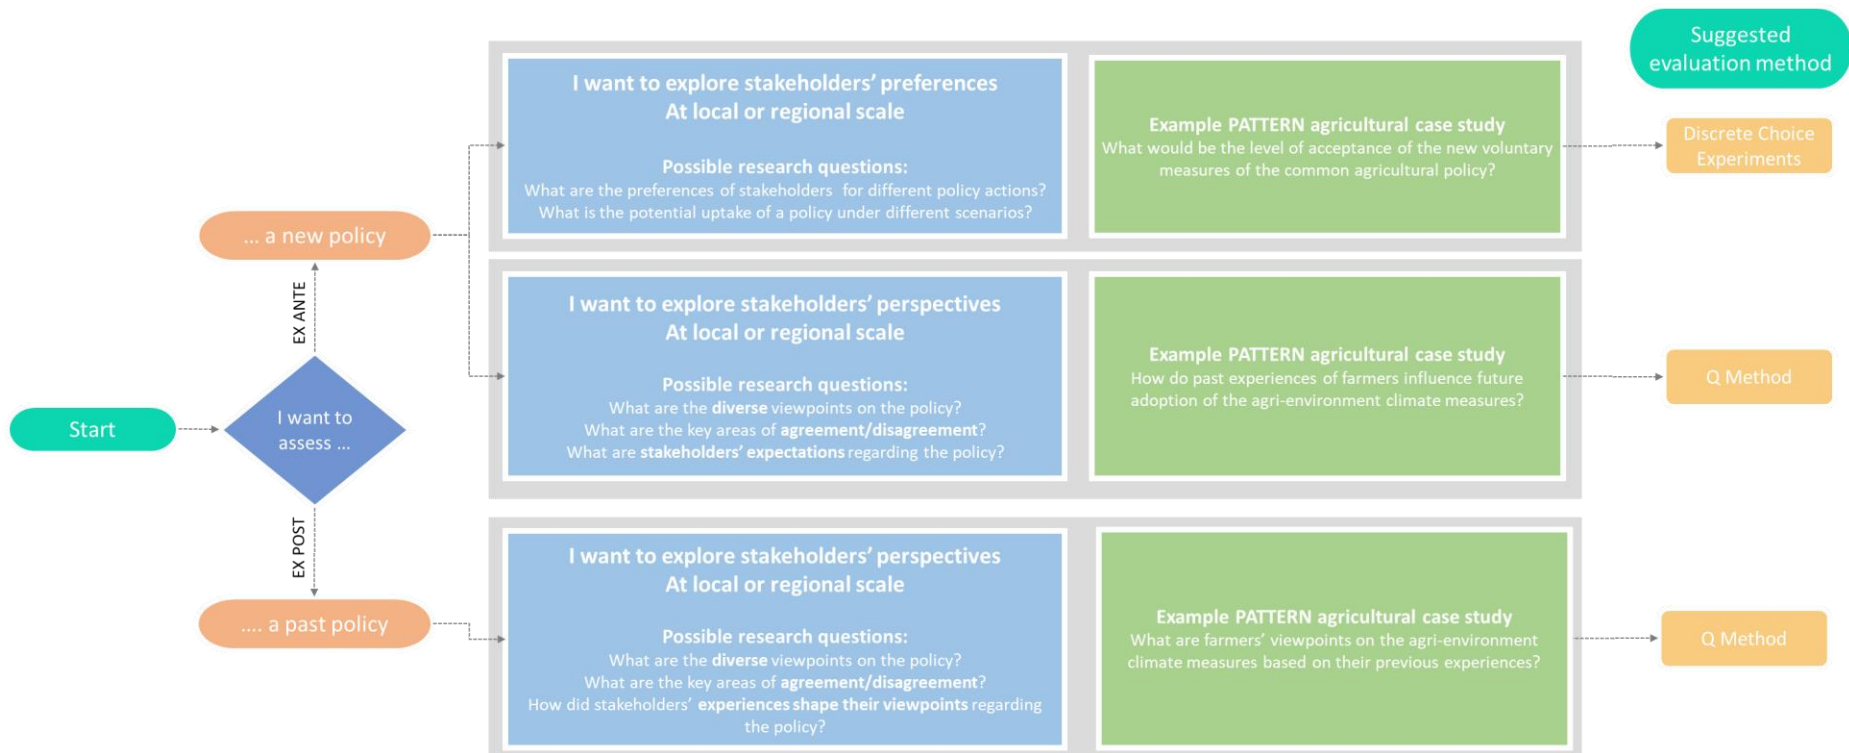 Suggested
evaluation method
I want to explore stakeholders' preferences
At local or regional scale
Possible research questions:
What are the preferences of stakeholders for different policy actions?
What is the potential uptake of a policy under different scenarios?
Example PATTERN agricultural case study
What would be the level of acceptance of the new voluntary
measures of the common agricultural policy?
Discrete Choice
Experiments
... a new policy
EX ANTE
I want to explore stakeholders' perspectives
At local or regional scale
Possible research questions:
What are the diverse viewpoints on the policy?
What are the key areas of agreement/disagreement?
What are stakeholders' expectations regarding the policy?
Example PATTERN agricultural case study
How do past experiences of farmers influence future
adoption of the agri-environment climate measures?
Q Method
Start
I want to
assess ...
EX POST
.... a past policy
I want to explore stakeholders' perspectives
At local or regional scale
Possible research questions:
What are the diverse viewpoints on the policy?
What are the key areas of agreement/disagreement?
How did stakeholders' experiences shape their viewpoints regarding
the policy?
Example PATTERN agricultural case study
What are farmers' viewpoints on the agri-environment
climate measures based on their previous experiences?
Q Method